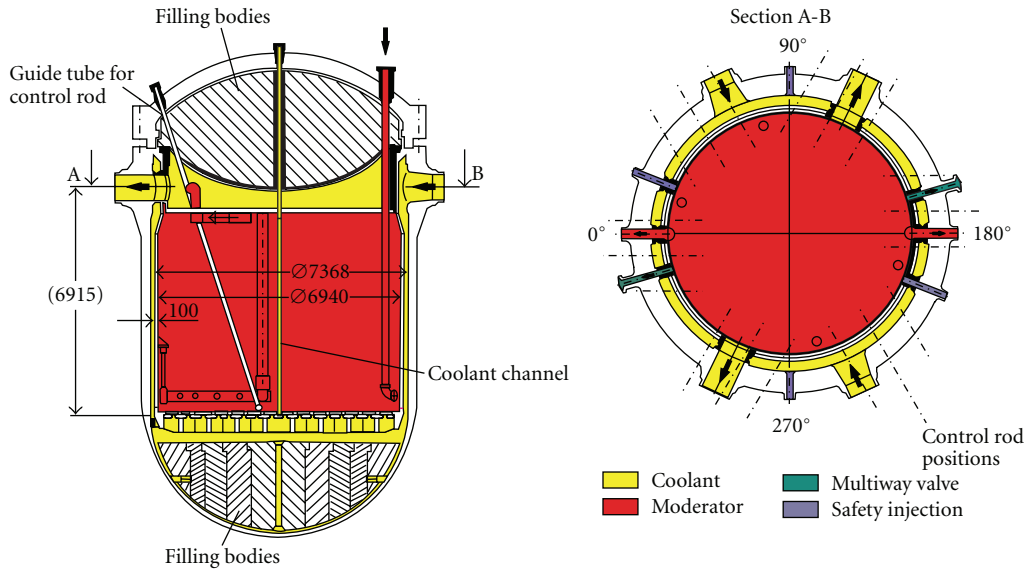 Filling bodies
Guide tube for
control rod
A
B
∅7368
(6915)
∅6940
100
Coolant channel
Filling bodies
Section A-B
90°
0°
180°
270°
Control rod
positions
Coolant
Moderator
Multiway valve
Safety injection